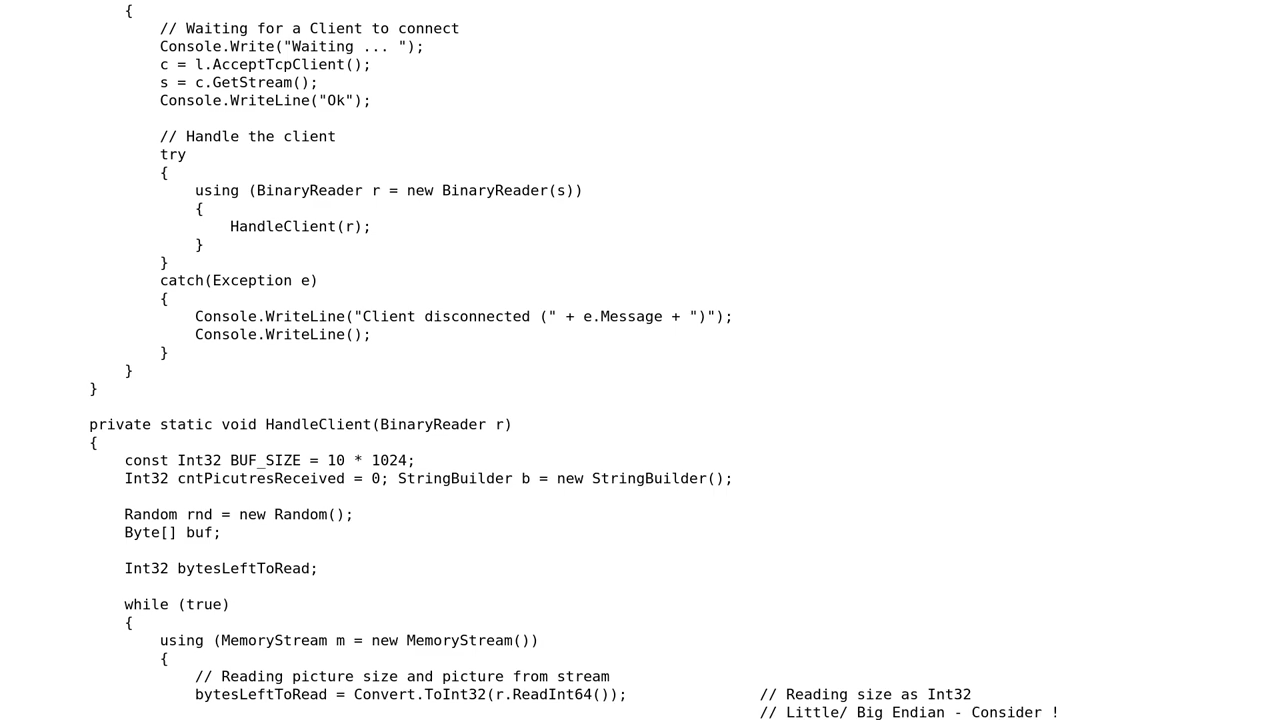 {
// Waiting for a Client to connect
Console.Write("Waiting ... ");
c = l.AcceptTcpClient();
s = c.GetStream();
Console.WriteLine("Ok");
// Handle the client
try
{
using (BinaryReader r = new BinaryReader(s))
{
HandleClient(r);
}
}
catch(Exception e)
{
Console.WriteLine("Client disconnected (" + e.Message + ")");
Console.WriteLine();
}
}
}
private static void HandleClient(BinaryReader r)
{
const Int32 BUF_SIZE = 10 * 1024;
Int32 cntPicutresReceived = 0; StringBuilder b = new StringBuilder();
Random rnd = new Random();
Byte[] buf;
Int32 bytesLeftToRead;
while (true)
{
using (MemoryStream m = new MemoryStream())
{
// Reading picture size and picture from stream
bytesLeftToRead = Convert.ToInt32(r.ReadInt64()); // Reading size as Int32
// Little/ Big Endian - Consider !